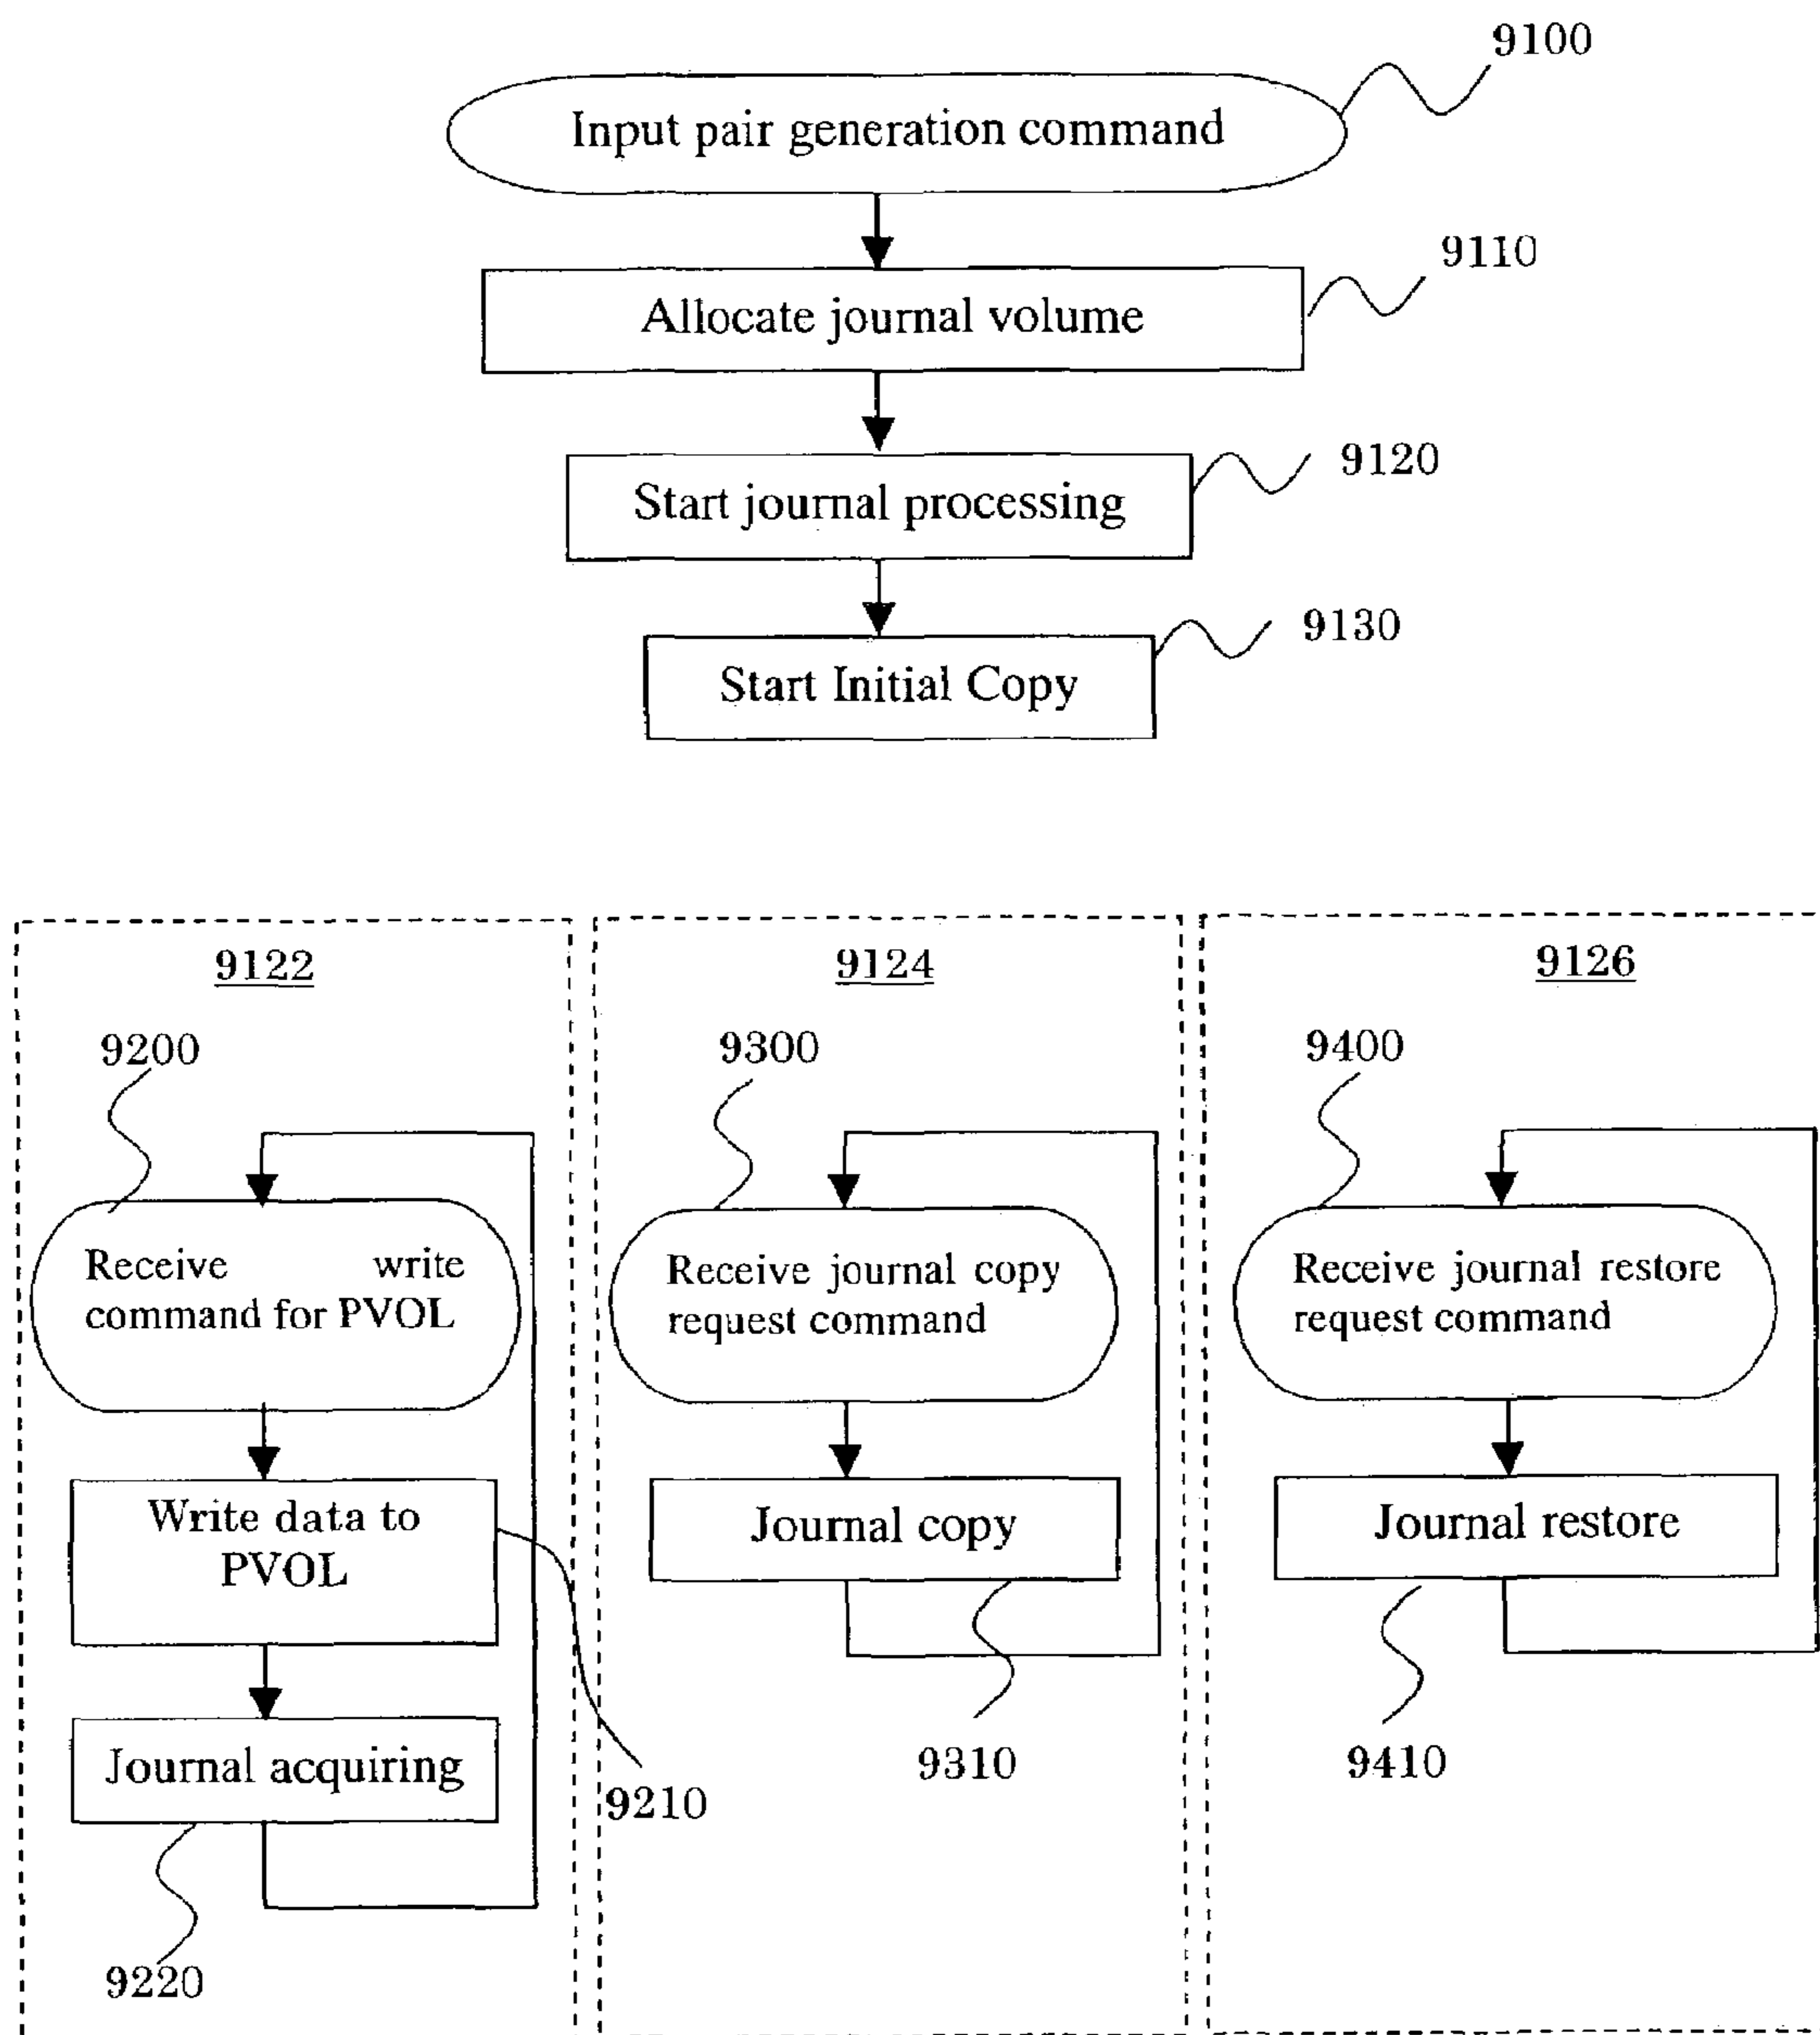 9100
Input pair generation command
9110
Allocate journal volume
9120
Start journal processing
9130
Start Initial Copy
9122
9200
Receive write
command for PVOL
Write data to
PVOL
9210
Journal acquiring
9220
9124
9300
Receive journal copy
request command
Journal copy
9310
9126
9400
Receive journal restore
request command
Journal restore
9410